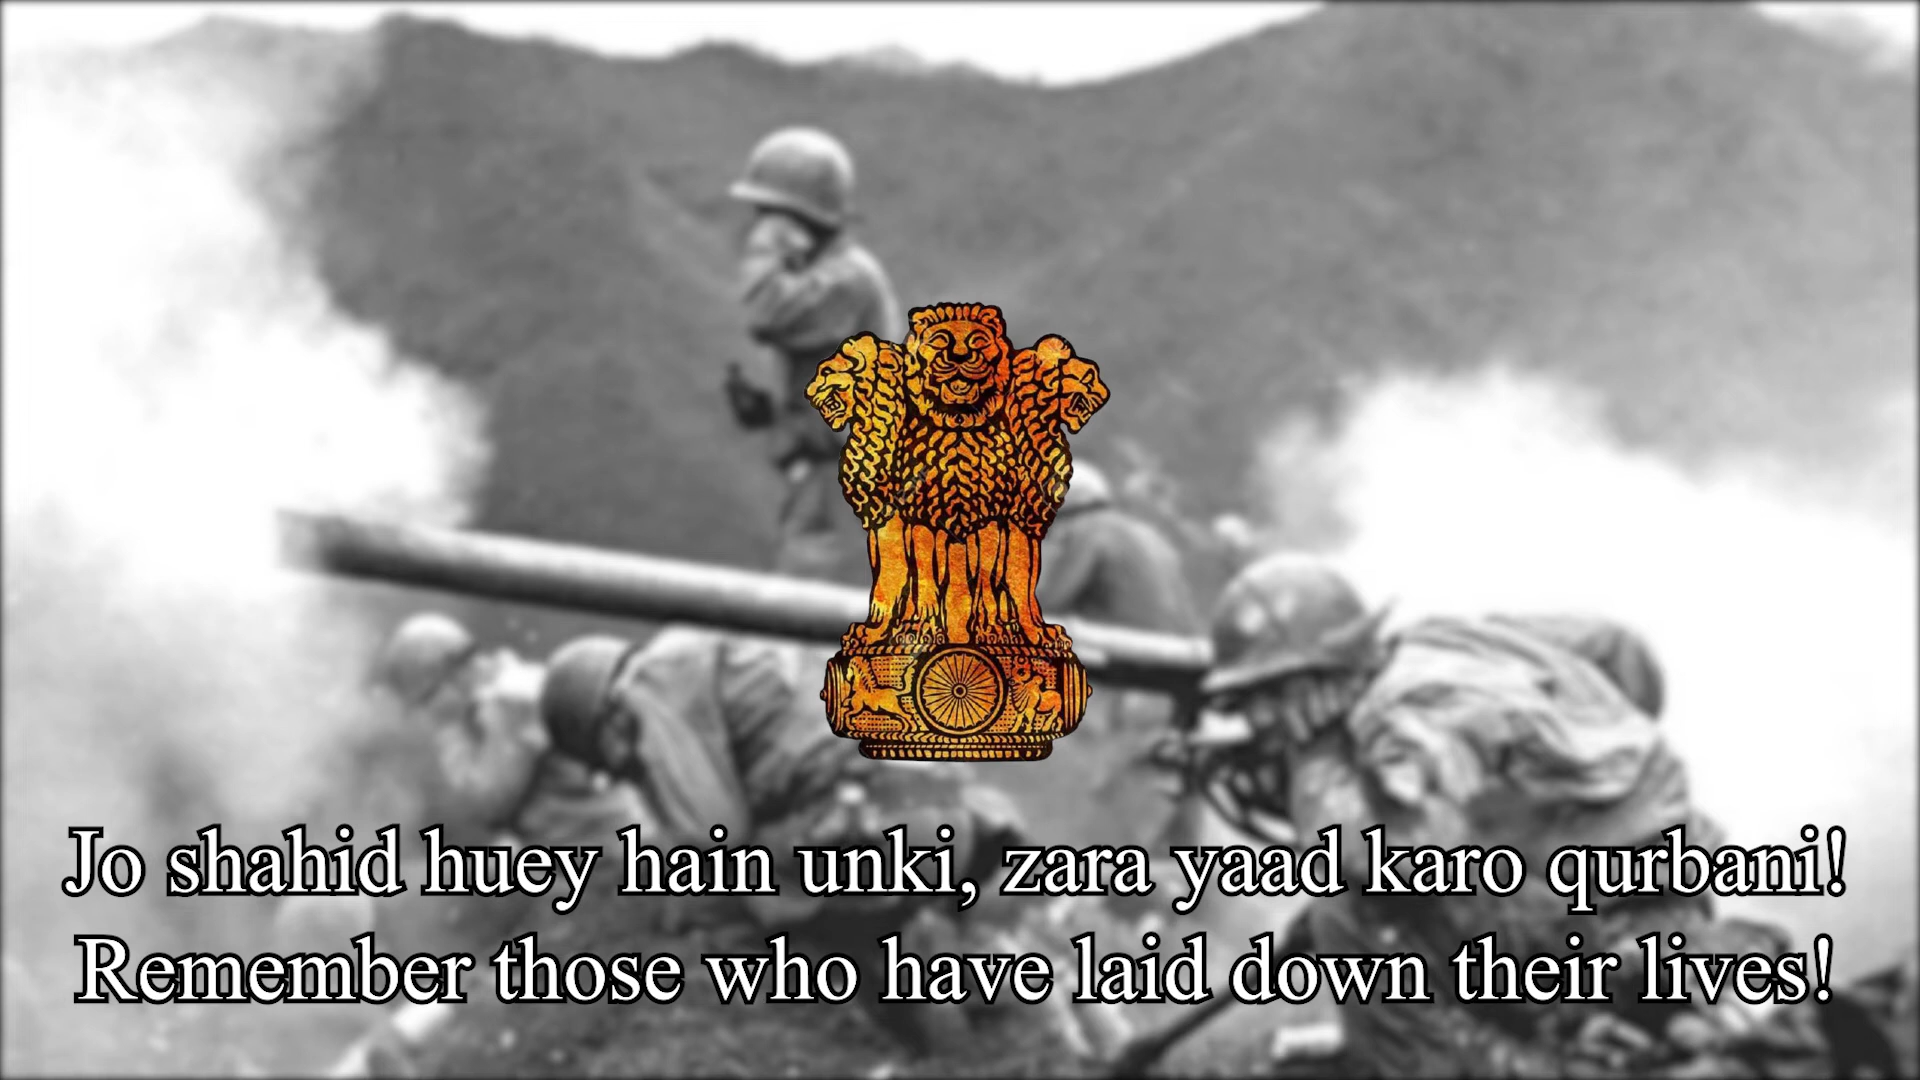 Jo shahid huey hain unki, zara yaad karo qurbani!
Remember those who have laid down their lives!